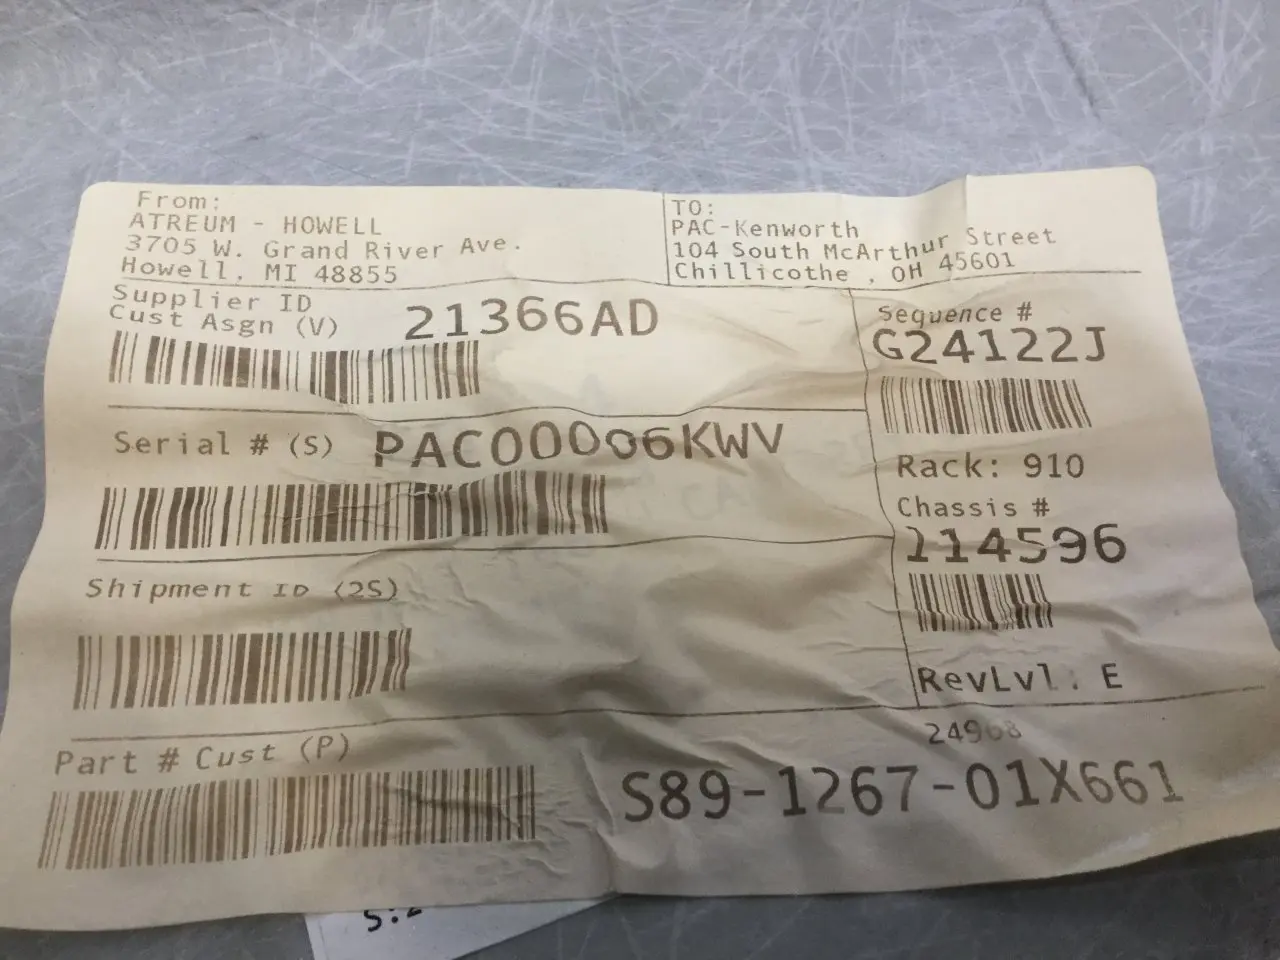 From:
ATREUM - HOWELL
3705 W. Grand River Ave.
Howell, MI 48855
TO:
PAC-Kenworth
104 South McArthur Street
Chillicothe , OH 45601
Supplier ID
Cust Asgn (V)
21366AD
Sequence #
G24122J
Serial # (S) PAC00006KWV
Rack: 910
Chassis #
114596
Shipment ID (2S)
RevLvl: E
24968
Part # Cust (P)
S89-1267-01X661